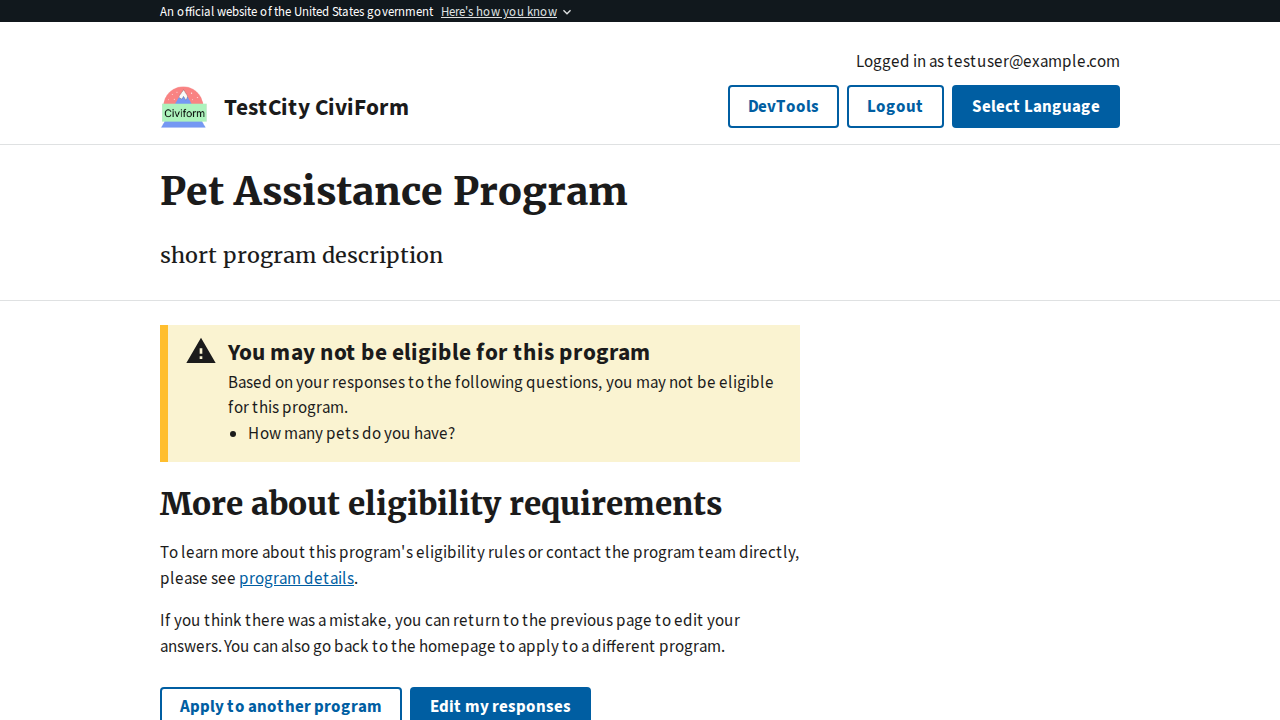 An official website of the United States government Here's how you know
Logged in as testuser@example.com
Civiform
TestCity CiviForm
DevTools
Logout
Select Language
Pet Assistance Program
short program description
You may not be eligible for this program
Based on your responses to the following questions, you may not be eligible
for this program.
• How many pets do you have?
More about eligibility requirements
To learn more about this program's eligibility rules or contact the program team directly,
please see program details.
If you think there was a mistake, you can return to the previous page to edit your
answers. You can also go back to the homepage to apply to a different program.
Apply to another program
Edit my responses